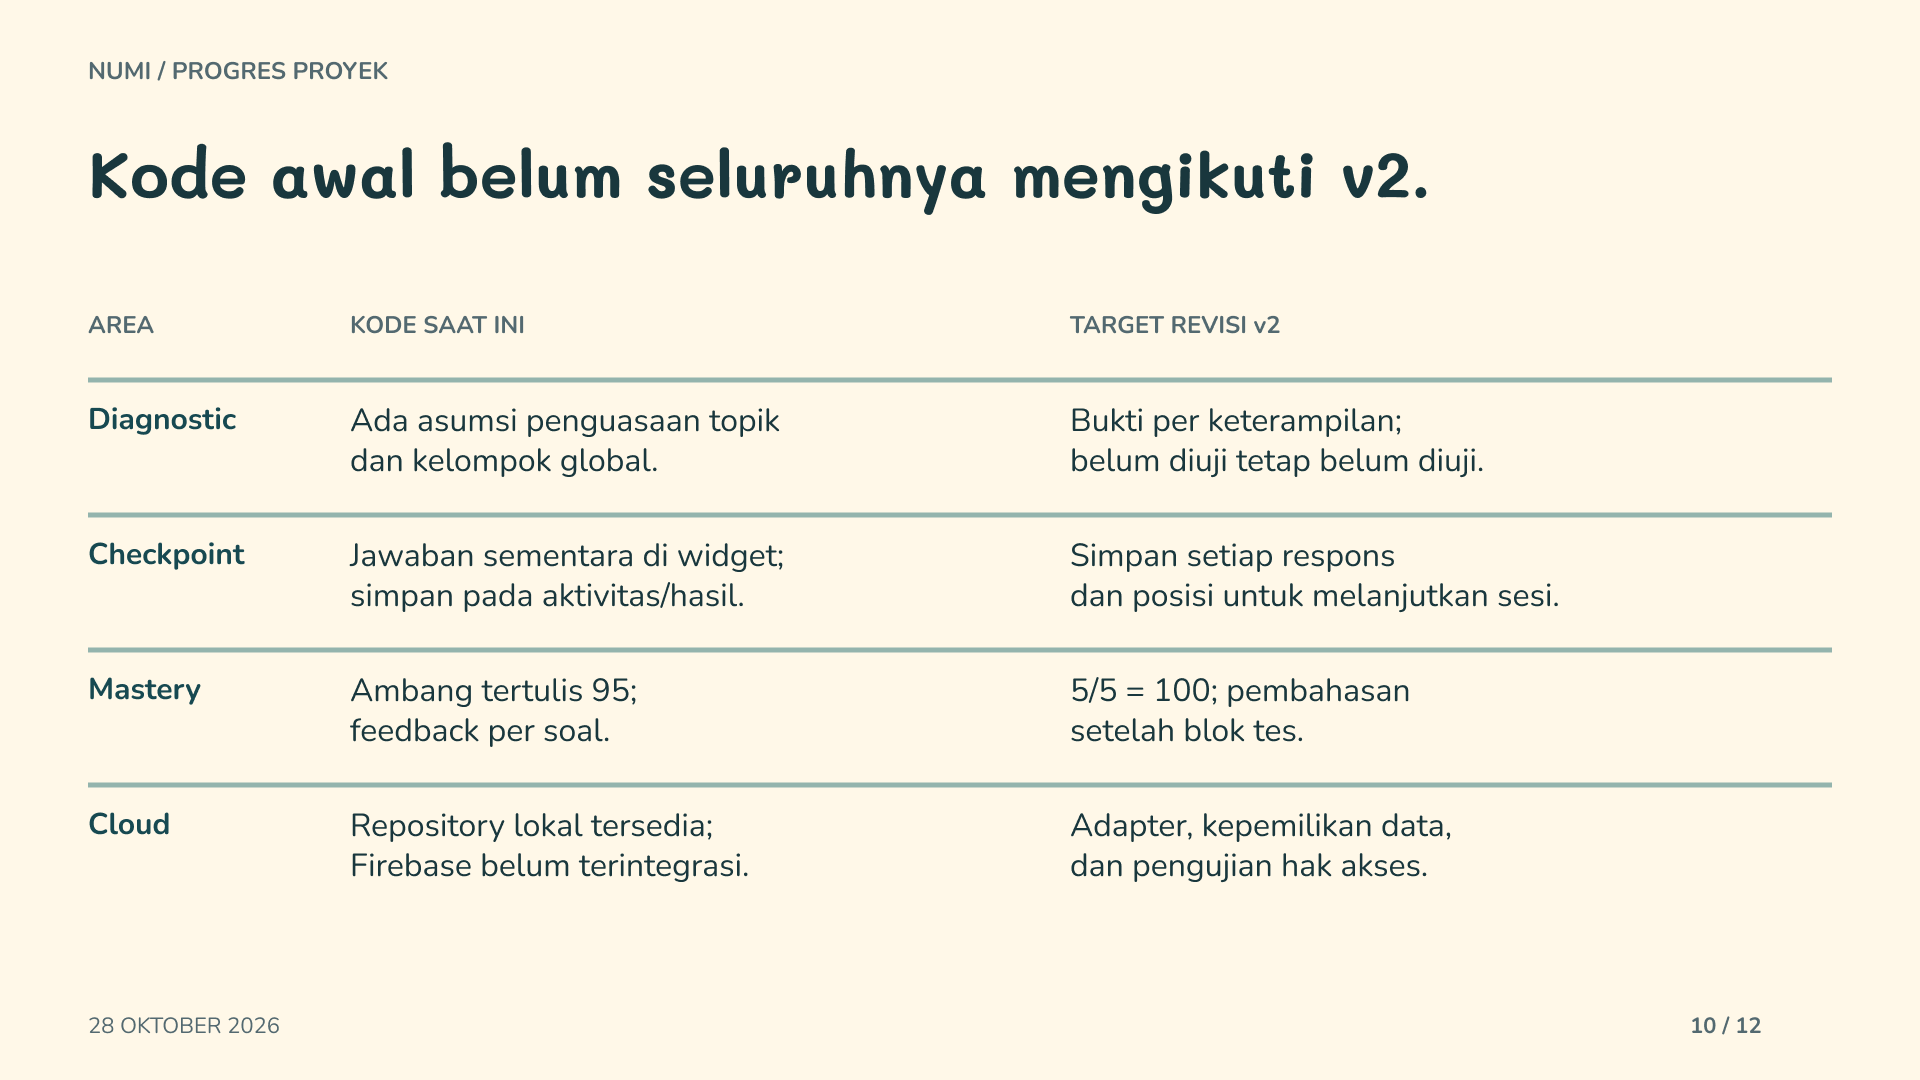 NUMI / PROGRES PROYEK
Kode awal belum seluruhnya mengikuti v2.
AREA
KODE SAAT INI
TARGET REVISI v2
Diagnostic
Ada asumsi penguasaan topik
dan kelompok global.
Bukti per keterampilan;
belum diuji tetap belum diuji.
Checkpoint
Jawaban sementara di widget;
simpan pada aktivitas/hasil.
Simpan setiap respons
dan posisi untuk melanjutkan sesi.
Mastery
Ambang tertulis 95;
feedback per soal.
5/5 = 100; pembahasan
setelah blok tes.
Cloud
Repository lokal tersedia;
Firebase belum terintegrasi.
Adapter, kepemilikan data,
dan pengujian hak akses.
28 OKTOBER 2026
10 / 12